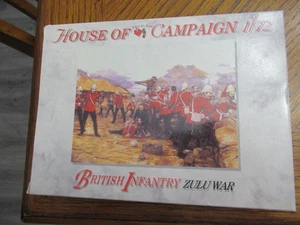 HOUSE OF CAMPAIGN 1/72
BRITISH INFANTRY ZULU WAR